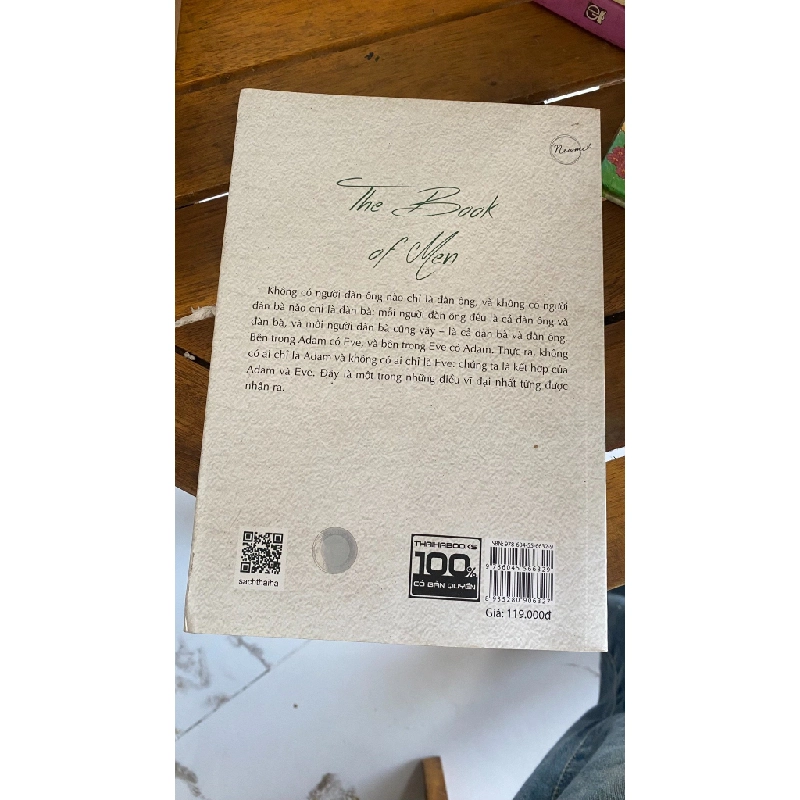 The Book
of Men
Không có người đàn ông nào chỉ là đàn ông, và không có người
đàn bà nào chỉ là đàn bà; mỗi người đàn ông đều là cả đàn ông và
đàn bà, và mỗi người đàn bà cũng vậy – là cả đàn bà và đàn ông.
Bên trong Adam có Eve, và bên trong Eve có Adam. Thực ra, không
có ai chỉ là Adam và không có ai chỉ là Eve: chúng ta là kết hợp của
Adam và Eve. Đây là một trong những điều vĩ đại nhất từng được
nhận ra.
THAIHABOOKS
100%
CÓ BẢN QUYỀN
Giá: 119.000đ